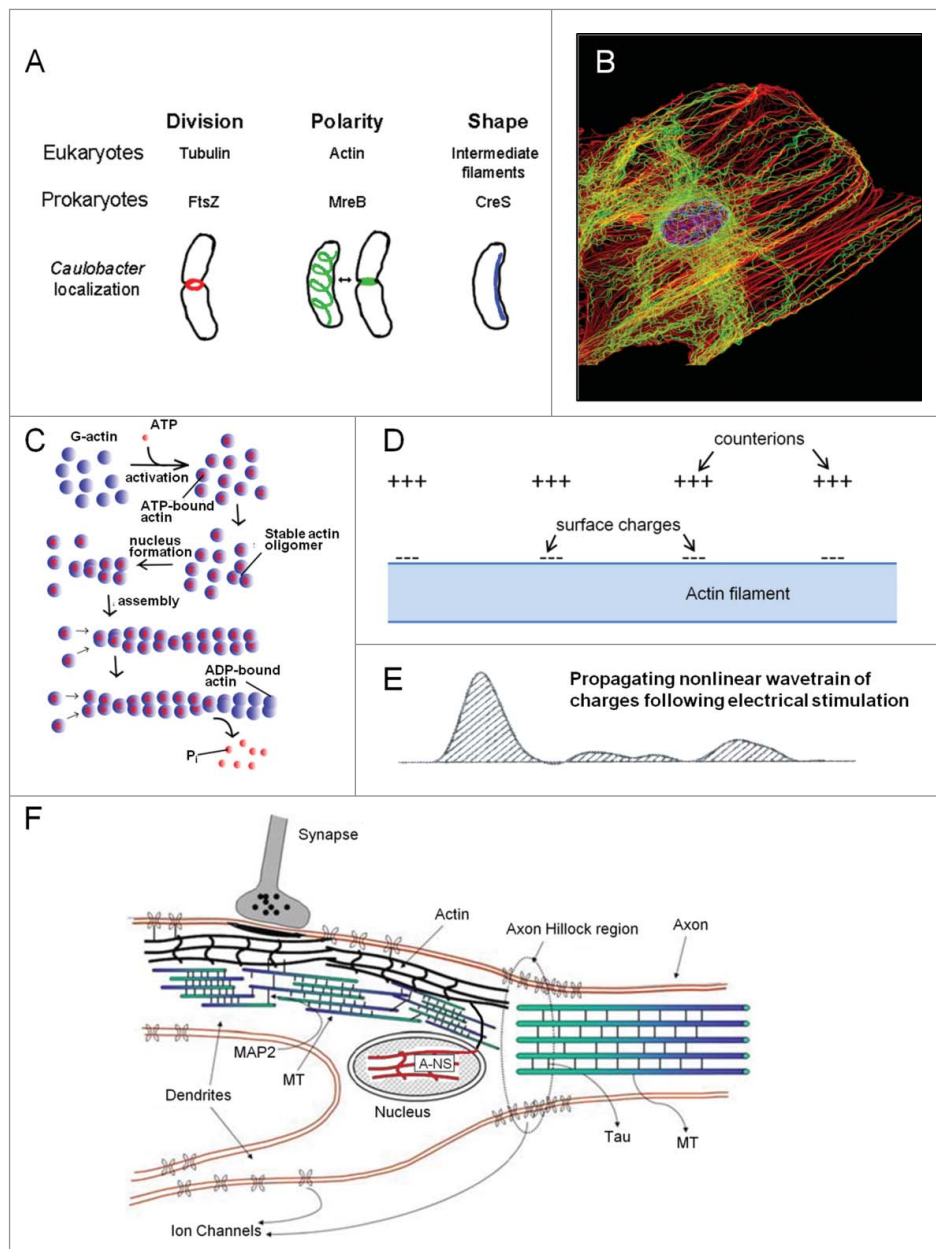 A
Division Polarity Shape
Eukaryotes Tubulin Actin Intermediate
filaments
Prokaryotes FtsZ MreB CreS
Caulobacter
localization
B
C
G-actin
ATP
activation
ATP-bound
actin
nucleus
formation
Stable actin
oligomer
assembly
ADP-bound
actin
Pi
D
counterions
+++ +++ +++ +++
surface charges
--- --- --- ---
Actin filament
E
Propagating nonlinear wavetrain of
charges following electrical stimulation
F
Synapse
Actin
Axon Hillock region
Axon
MAP2
MT
A-NS
Nucleus
Dendrites
Tau
MT
Ion Channels